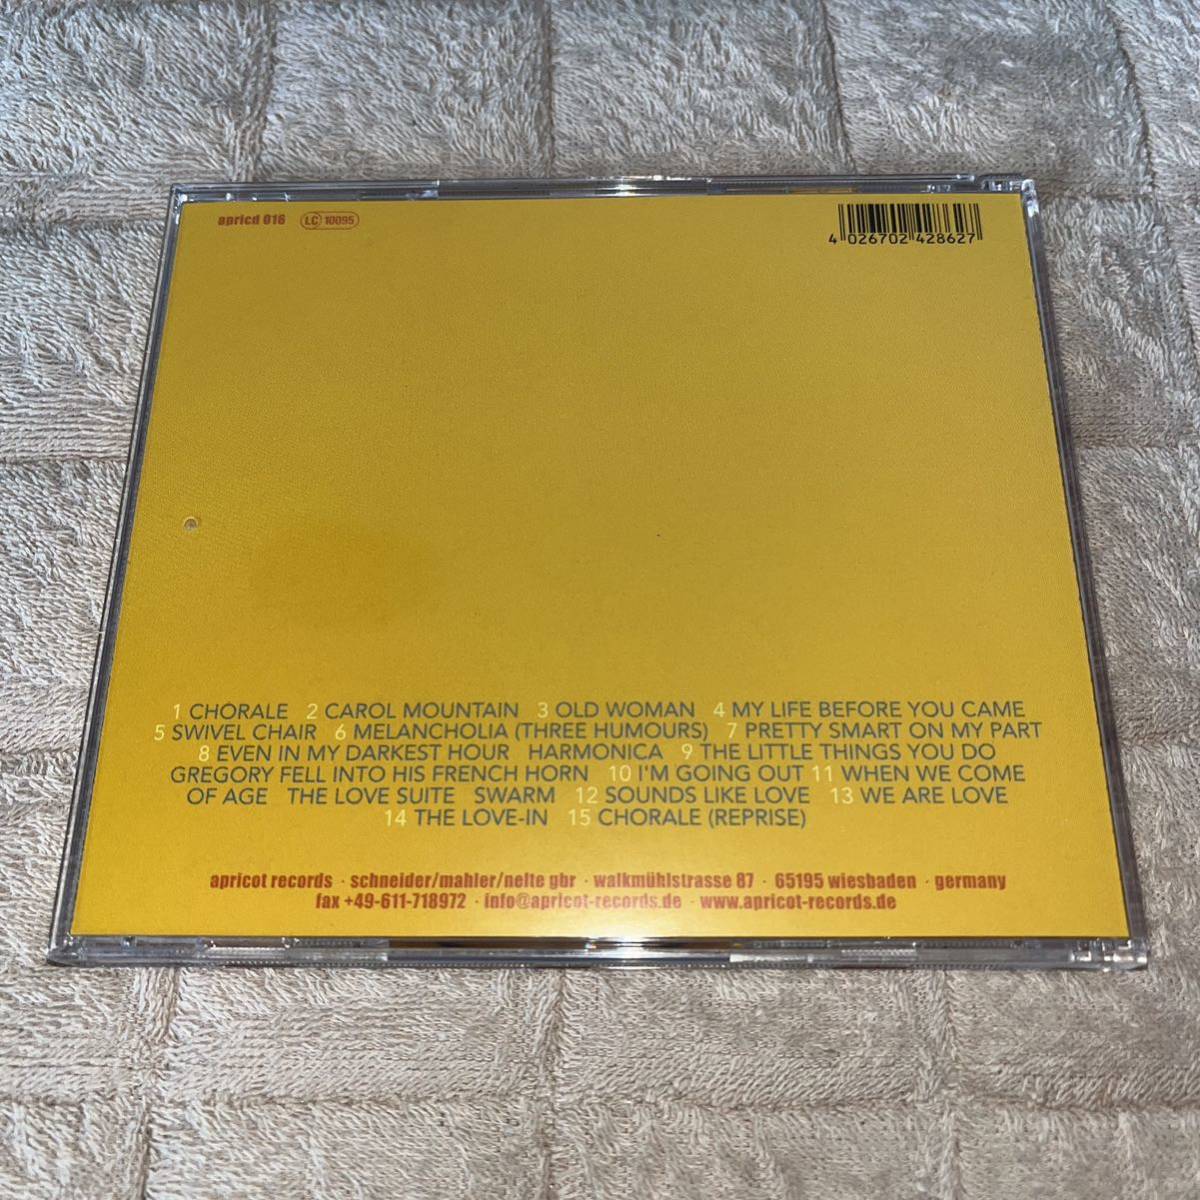 apricd 016 LC 10095
4 026702 428627
1 CHORALE 2 CAROL MOUNTAIN 3 OLD WOMAN 4 MY LIFE BEFORE YOU CAME
5 SWIVEL CHAIR 6 MELANCHOLIA (THREE HUMOURS) 7 PRETTY SMART ON MY PART
8 EVEN IN MY DARKEST HOUR HARMONICA 9 THE LITTLE THINGS YOU DO
GREGORY FELL INTO HIS FRENCH HORN 10 I'M GOING OUT 11 WHEN WE COME
OF AGE THE LOVE SUITE SWARM 12 SOUNDS LIKE LOVE 13 WE ARE LOVE
14 THE LOVE-IN 15 CHORALE (REPRISE)
apricot records · schneider/mahler/nelte gbr · walkmühlstrasse 87 · 65195 wiesbaden · germany
fax +49-611-718972 · info@apricot-records.de · www.apricot-records.de